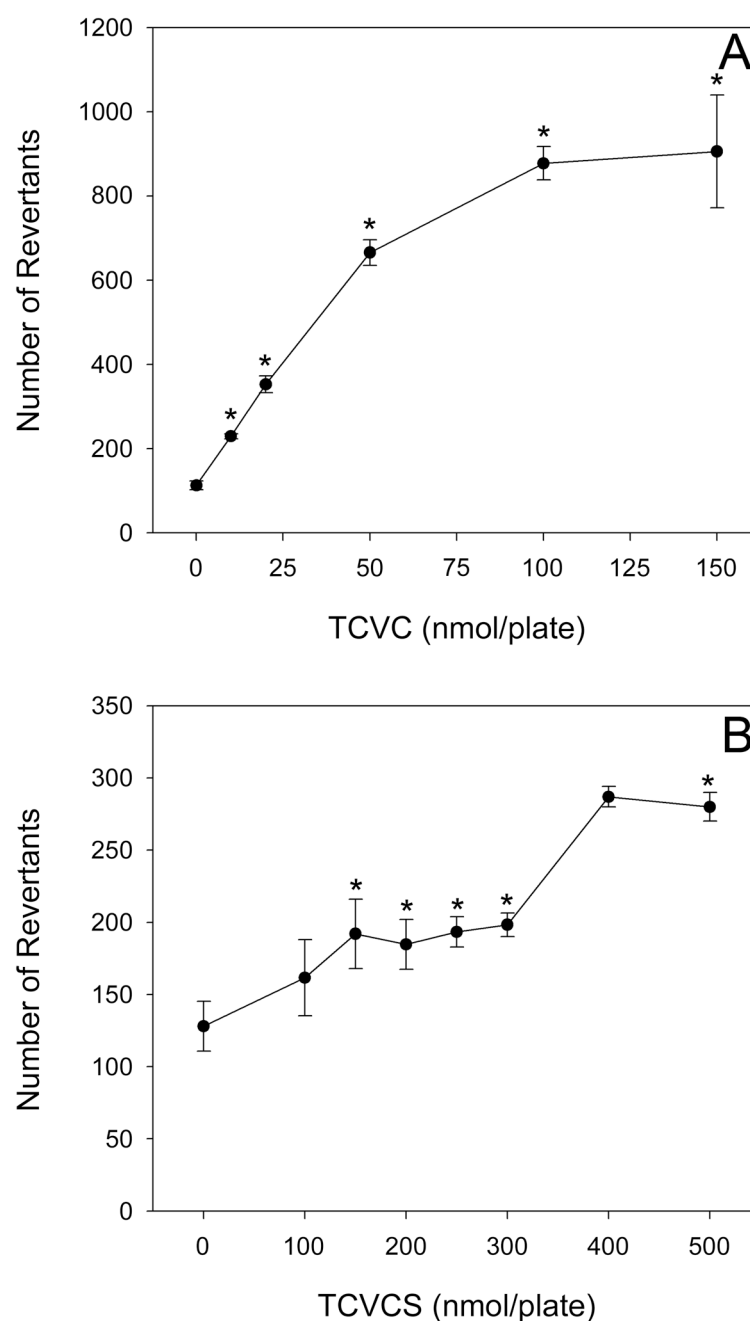 A
1200
1000
800
600
400
200
0
Number of Revertants
* * * * *
0 25 50 75 100 125 150
TCVC (nmol/plate)
B
350
300
250
200
150
100
50
0
Number of Revertants
* * * * *
0 100 200 300 400 500
TCVCS (nmol/plate)